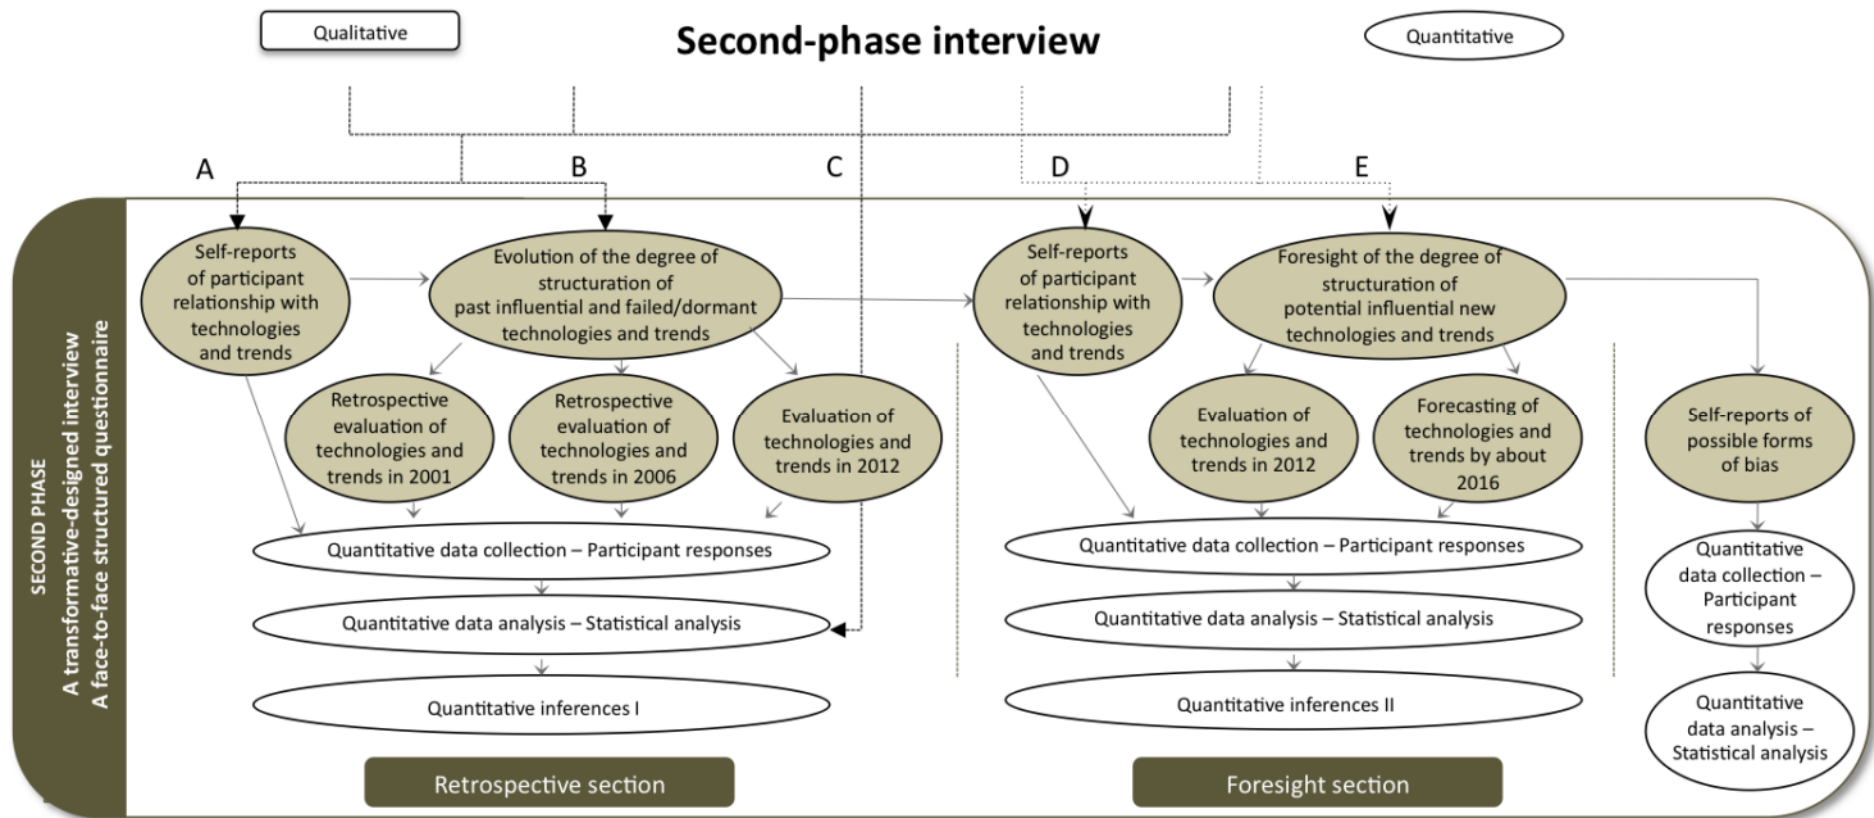 Qualitative
Second-phase interview
Quantitative
A
B
C
D
E
SECOND PHASE
A transformative-designed interview
A face-to-face structured questionnaire
Self-reports
of participant
relationship with
technologies
and trends
Evolution of the degree of
structuration of
past influential and failed/dormant
technologies and trends
Self-reports
of participant
relationship with
technologies
and trends
Foresight of the degree of
structuration of
potential influential new
technologies and trends
Retrospective
evaluation of
technologies and
trends in 2001
Retrospective
evaluation of
technologies and
trends in 2006
Evaluation of
technologies and
trends in 2012
Evaluation of
technologies and
trends in 2012
Forecasting of
technologies and
trends by about
2016
Self-reports of
possible forms
of bias
Quantitative data collection – Participant responses
Quantitative data analysis – Statistical analysis
Quantitative inferences I
Quantitative data collection – Participant responses
Quantitative data analysis – Statistical analysis
Quantitative inferences II
Quantitative
data collection –
Participant
responses
Quantitative
data analysis –
Statistical analysis
Retrospective section
Foresight section